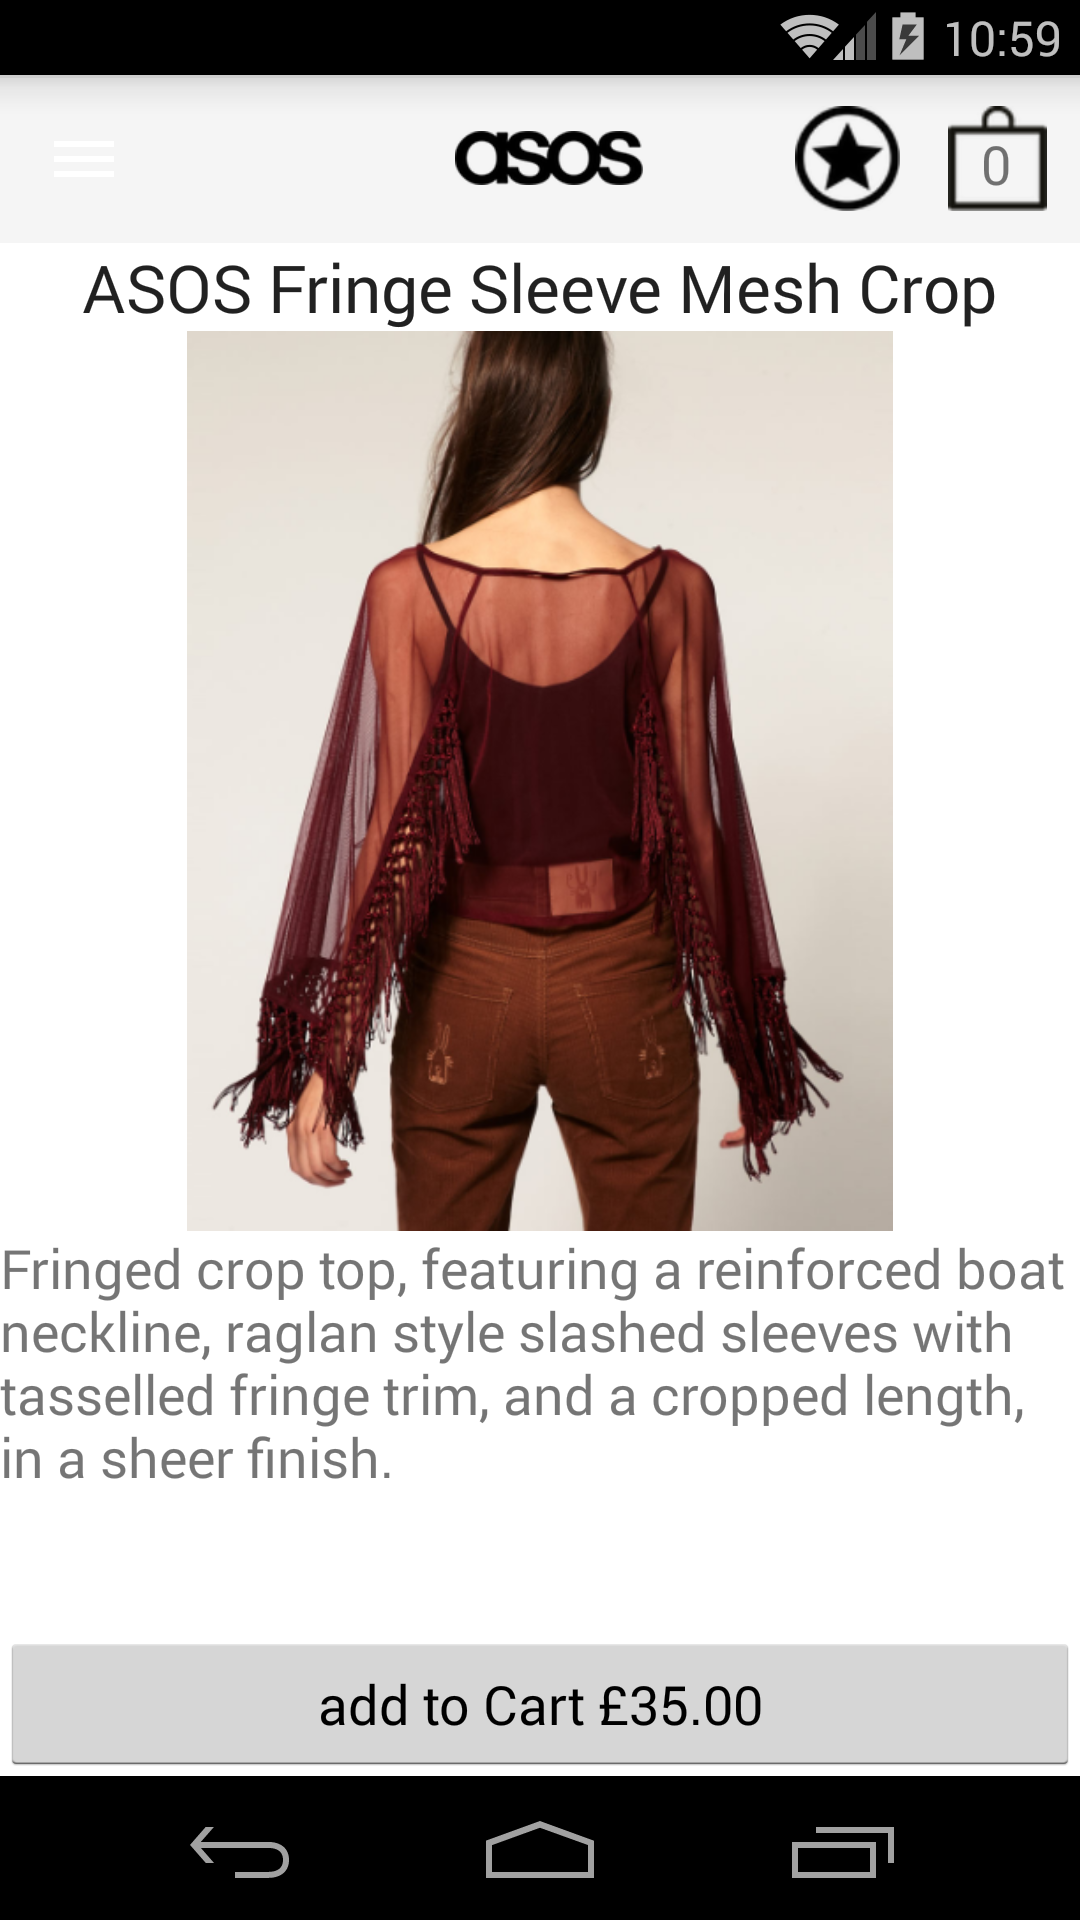 10:59
asos
0
ASOS Fringe Sleeve Mesh Crop
Fringed crop top, featuring a reinforced boat
neckline, raglan style slashed sleeves with
tasselled fringe trim, and a cropped length,
in a sheer finish.
add to Cart £35.00